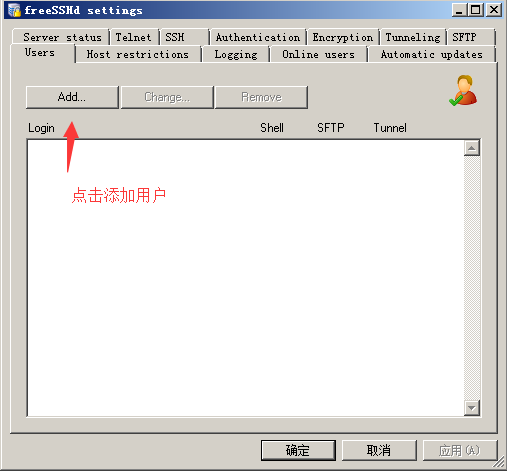 freeSSHd settings
Server status Telnet SSH Authentication Encryption Tunneling SFTP
Users Host restrictions Logging Online users Automatic updates
Add... Change... Remove
Login Shell SFTP Tunnel
点击添加用户
确定 取消 应用(A)